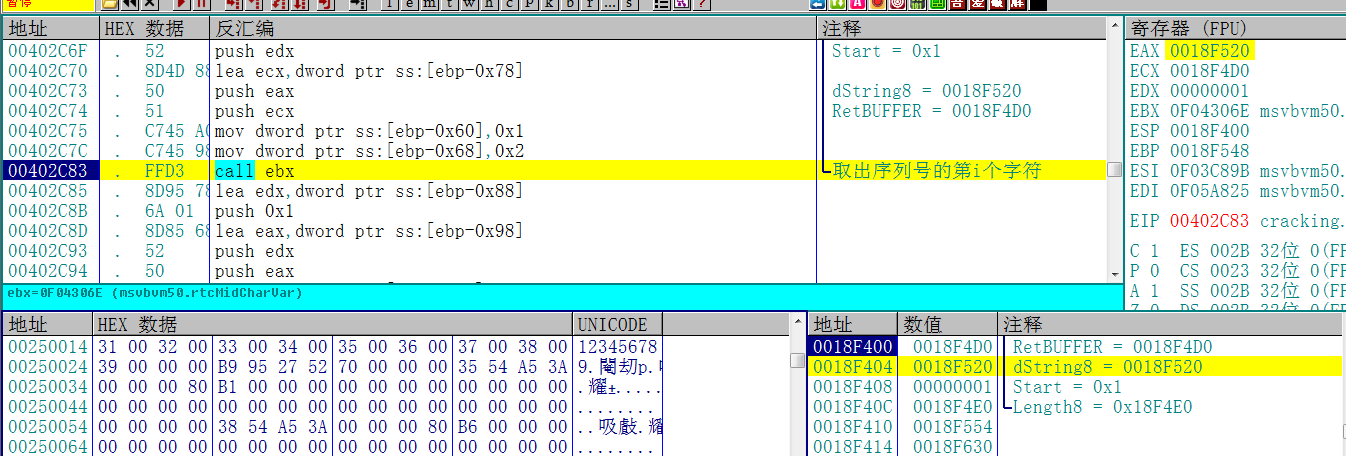 暂停
l e m t w h c P k b r ... s
地址 HEX 数据 反汇编 注释
00402C6F . 52 push edx Start = 0x1
00402C70 . 8D4D 88 lea ecx,dword ptr ss:[ebp-0x78]
00402C73 . 50 push eax dString8 = 0018F520
00402C74 . 51 push ecx RetBUFFER = 0018F4D0
00402C75 . C745 A0 mov dword ptr ss:[ebp-0x60],0x1
00402C7C . C745 98 mov dword ptr ss:[ebp-0x68],0x2
00402C83 . FFD3 call ebx 取出序列号的第i个字符
00402C85 . 8D95 78 lea edx,dword ptr ss:[ebp-0x88]
00402C8B . 6A 01 push 0x1
00402C8D . 8D85 68 lea eax,dword ptr ss:[ebp-0x98]
00402C93 . 52 push edx
00402C94 . 50 push eax
ebx=0F04306E (msvbvm50.rtcMidCharVar)
寄存器 (FPU)
EAX 0018F520
ECX 0018F4D0
EDX 00000001
EBX 0F04306E msvbvm50.
ESP 0018F400
EBP 0018F548
ESI 0F03C89B msvbvm50.
EDI 0F05A825 msvbvm50.
EIP 00402C83 cracking.
C 1 ES 002B 32位 0(FF
P 0 CS 0023 32位 0(FF
A 1 SS 002B 32位 0(FF
Z 0 DS 002B 32位 0(FF
地址 HEX 数据 UNICODE
00250014 31 00 32 00 33 00 34 00 35 00 36 00 37 00 38 00 12345678
00250024 39 00 00 00 B9 95 27 52 70 00 00 00 35 54 A5 3A
00250034 00 00 00 80 B1 00 00 00 00 00 00 00 00 00 00 00 .耀±.....
00250044 00 00 00 00 00 00 00 00 00 00 00 00 00 00 00 00 ........
00250054 00 00 00 00 38 54 A5 3A 00 00 00 80 B6 00 00 00
00250064 00 00 00 00 00 00 00 00 00 00 00 00 00 00 00 00 ........
地址 数值 注释
0018F400 0018F4D0 RetBUFFER = 0018F4D0
0018F404 0018F520 dString8 = 0018F520
0018F408 00000001 Start = 0x1
0018F40C 0018F4E0 Length8 = 0x18F4E0
0018F410 0018F554
0018F414 0018F630